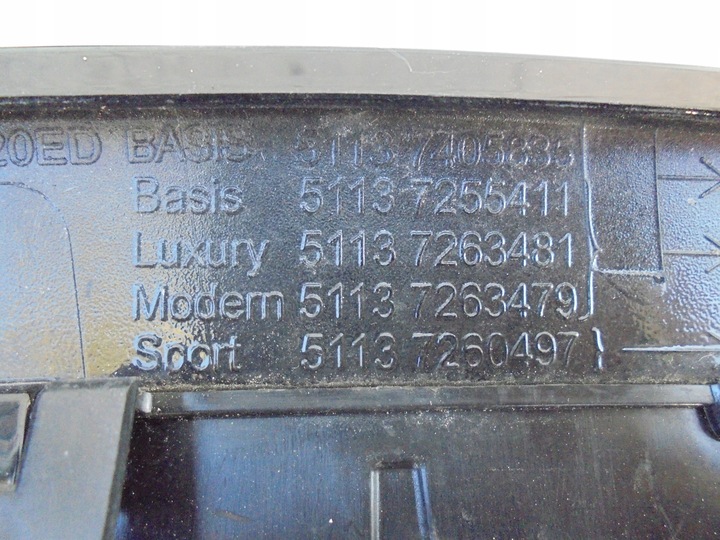 20ED BASIS 5113 7405835
Basis 5113 7255411
Luxury 5113 7263481
Modern 5113 7263479
Sport 5113 7260497